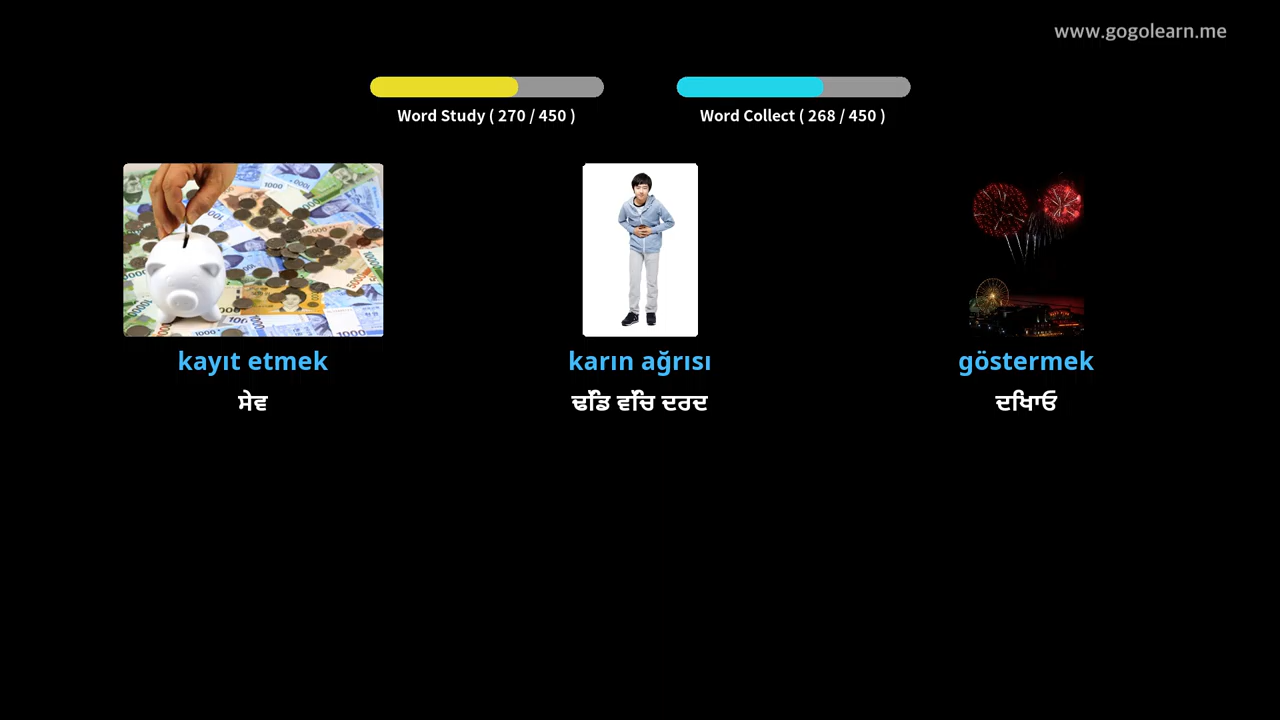 www.gogolearn.me
Word Study ( 270 / 450 )
Word Collect ( 268 / 450 )
kayıt etmek
karın ağrısı
göstermek
ਸੇਵ
ਢਿੱਡ ਵਿੱਚ ਦਰਦ
ਦਿਖਾਓ